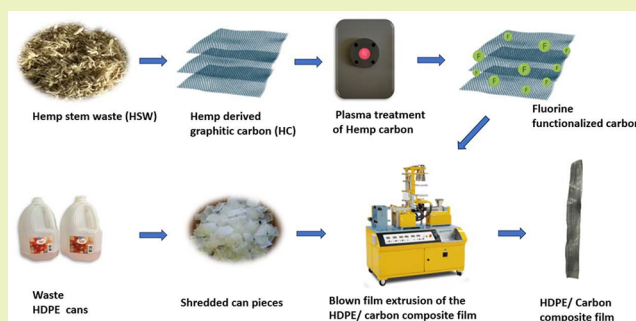 Hemp stem waste (HSW)
Hemp derived
graphitic carbon (HC)
Plasma treatment
of Hemp carbon
F F F F F F F F
Fluorine
functionalized carbon
Waste
HDPE cans
Shredded can pieces
Blown film extrusion of the
HDPE/ carbon composite film
HDPE/ Carbon
composite film